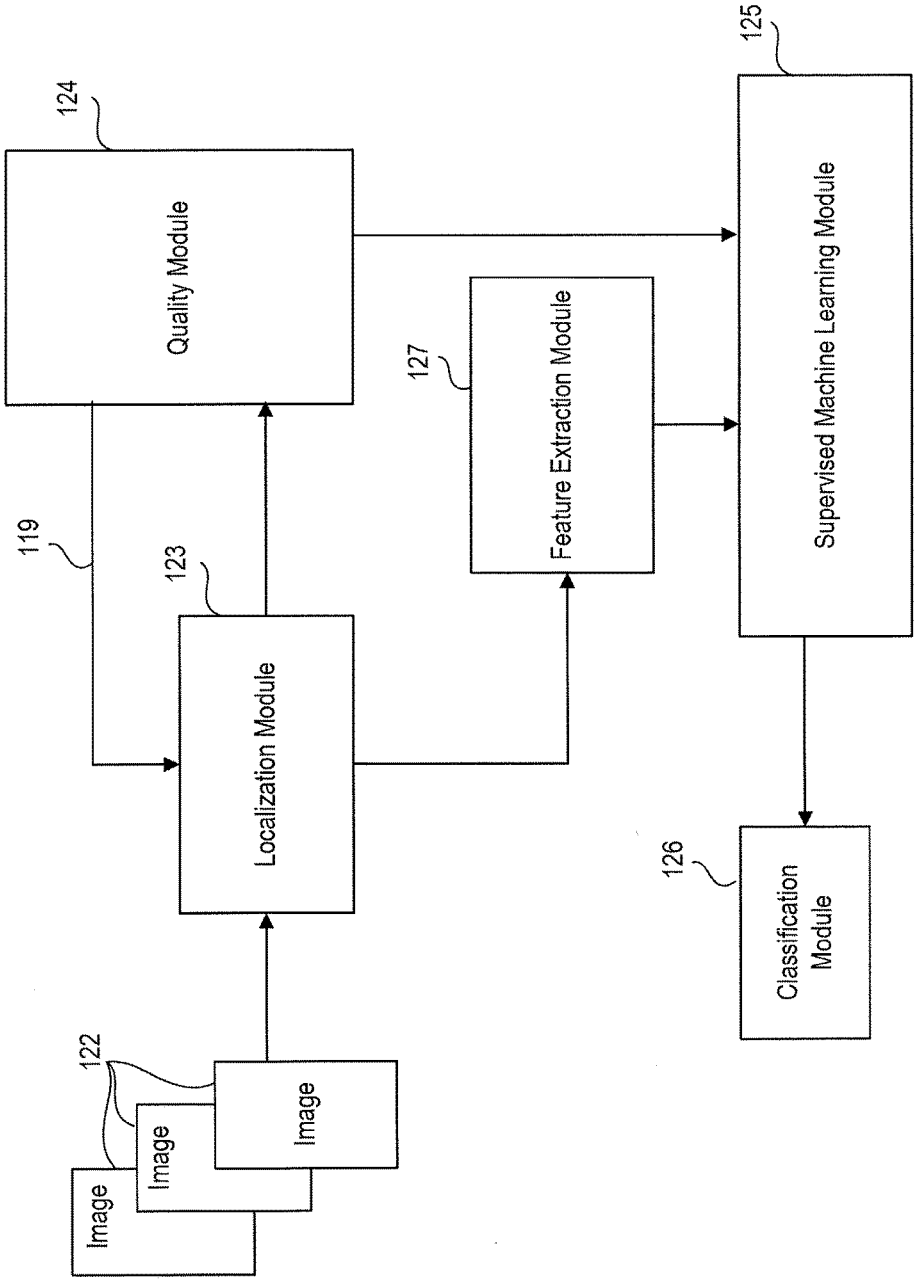 Image
Image
Image
122
Localization Module
123
119
Quality Module
124
Feature Extraction Module
127
Supervised Machine Learning Module
125
Classification
Module
126